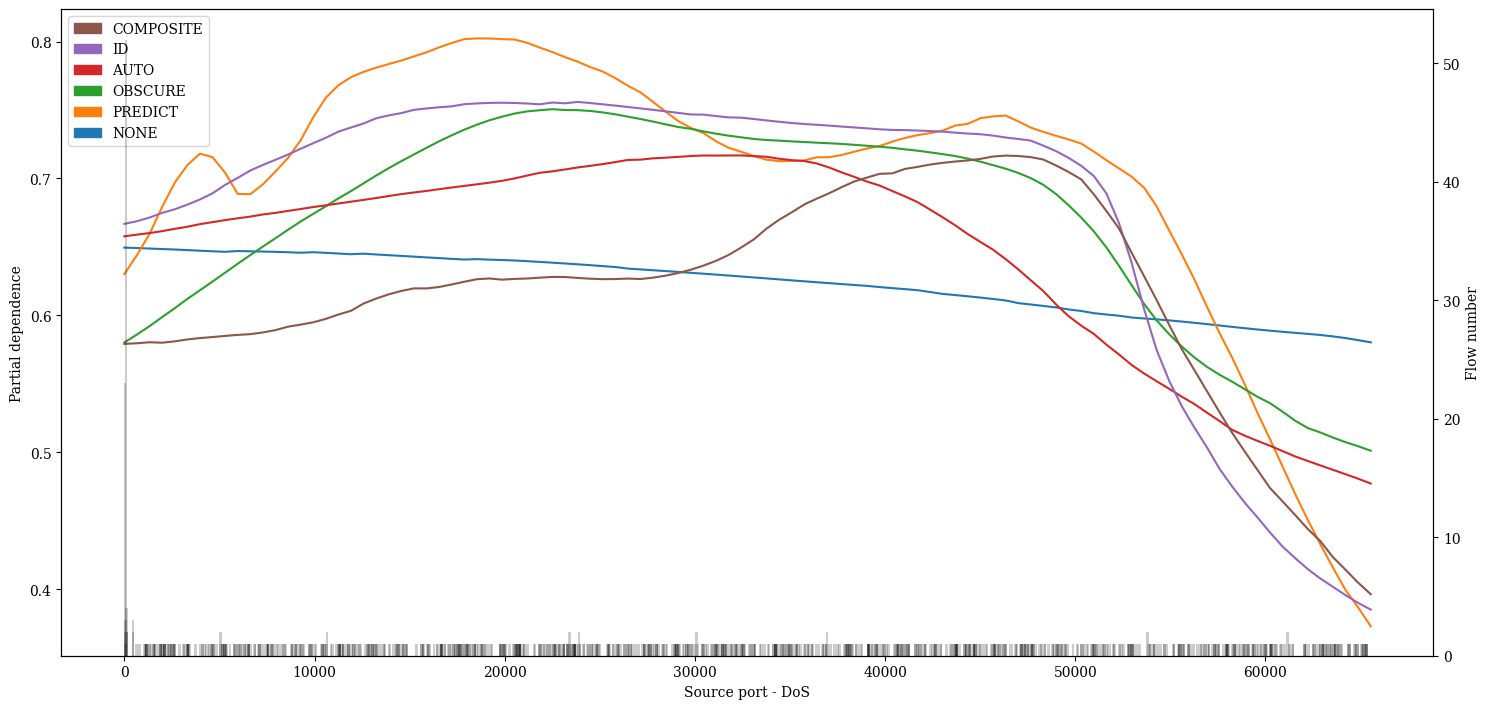 COMPOSITE
ID
AUTO
OBSCURE
PREDICT
NONE
Partial dependence
0.8
0.7
0.6
0.5
0.4
0
10000
20000
30000
40000
50000
60000
Source port - DoS
50
40
30
20
10
0
Flow number